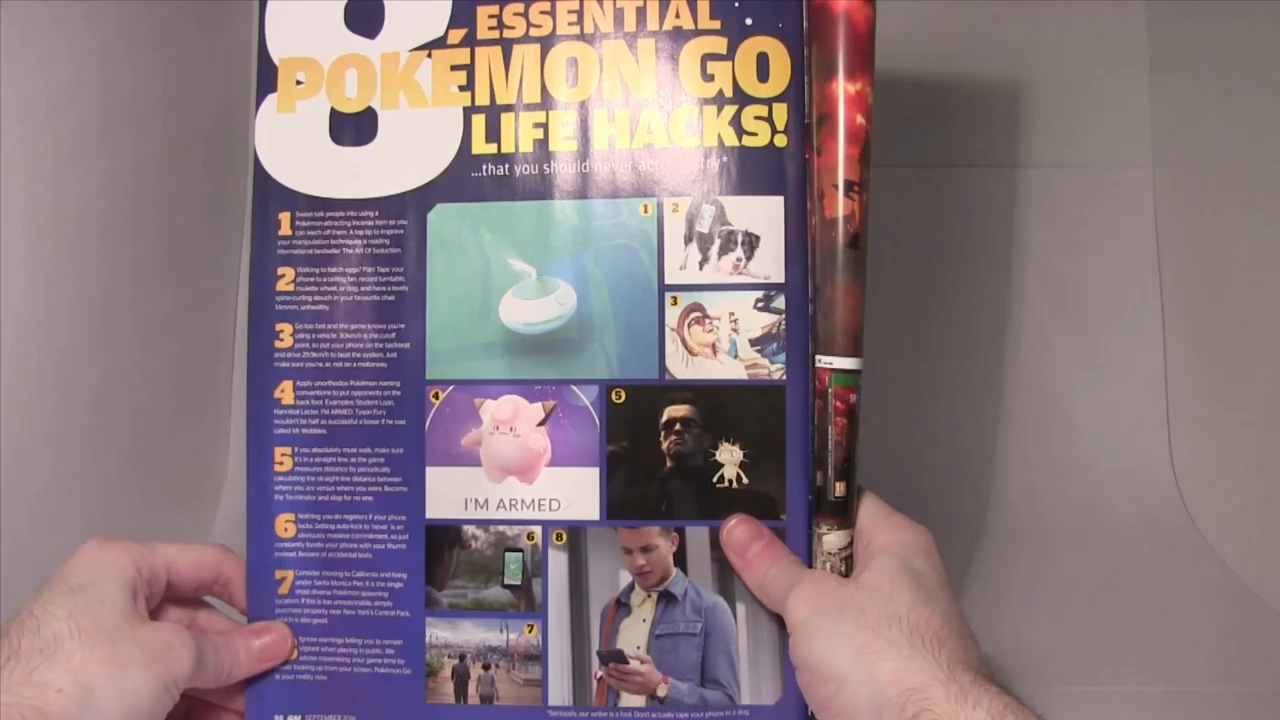 8 ESSENTIAL
POKÉMON GO
LIFE HACKS!
...that you should never try*
1 Sweet-talk people into using a
Pokémon-attracting Incense item so you
can leech off them. A top tip to improve
your manipulation techniques is reading
international bestseller The Art Of Seduction.
2 Walking to hatch eggs? Pah! Tape your
phone to a ceiling fan, record turntable,
roulette wheel, or dog, and have a lovely
spine-curling slouch in your favourite chair.
Mmmm, unhealthy.
3 Go too fast and the game knows you're
using a vehicle. 30km/h is the cutoff
point, so put your phone on the backseat
and drive 29.9km/h to beat the system. Just
make sure you're, er, not on a motorway.
4 Apply unorthodox Pokémon naming
conventions to put opponents on the
back foot. Examples: Student Loan,
Hannibal Lecter, I'M ARMED. Tyson Fury
wouldn't be half as successful a boxer if he was
called Mr Wobbles.
5 If you absolutely must walk, make sure
it's in a straight line, as the game
measures distance by periodically
calculating the straight-line distance between
where you are versus where you were. Become
the Terminator and stop for no one.
6 Nothing you do registers if your phone
locks. Setting auto-lock to 'never' is an
obviously massive commitment, so just
constantly fondle your phone with your thumb
instead. Beware of accidental texts.
7 Consider moving to California and living
under Santa Monica Pier. It is the single
most diverse Pokémon spawning
location. If this is too unreasonable, simply
purchase property near New York's Central Park,
which is also good.
Ignore warnings telling you to remain
vigilant when playing in public. We
advise maximising your game time by
never looking up from your screen. Pokémon Go
is your reality now.
1
2
3
4
I'M ARMED
5
6
8
7
98 GM SEPTEMBER 2016
*Seriously, our writer is a fool. Don't actually tape your phone to a dog.